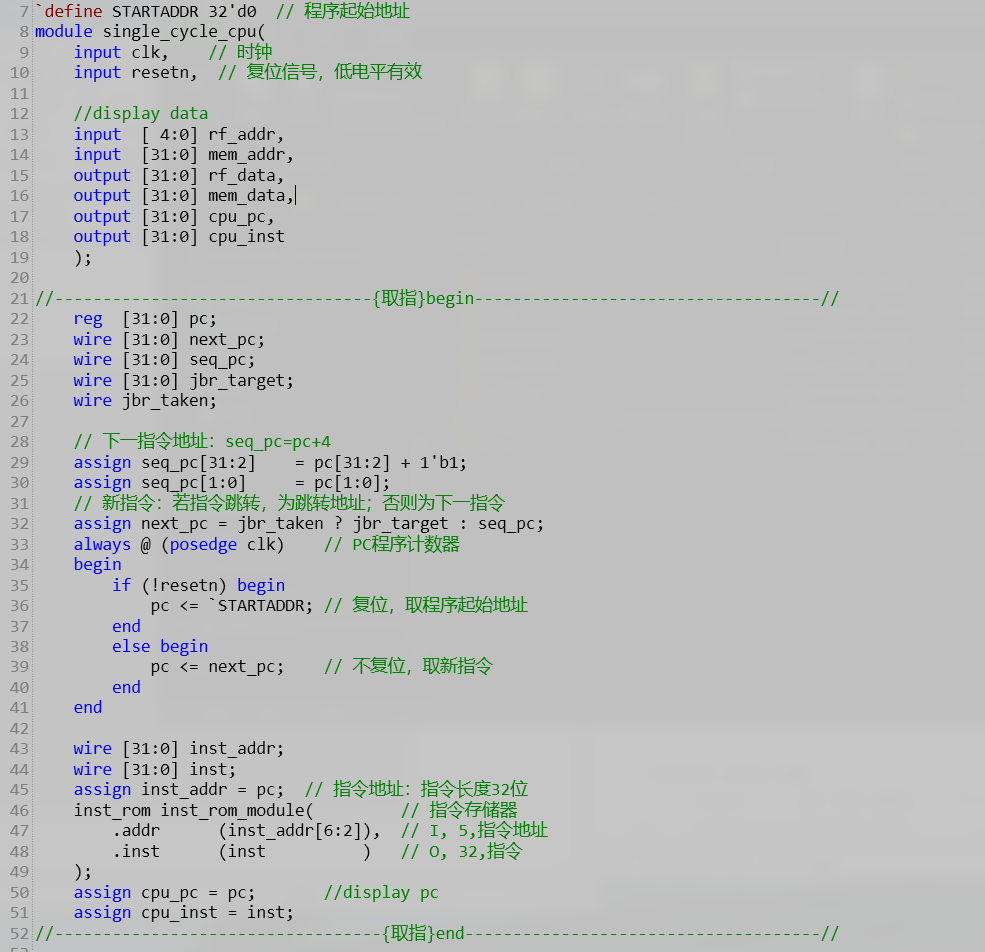 7 `define STARTADDR 32'd0  // 程序起始地址
8 module single_cycle_cpu(
9     input clk,    // 时钟
10     input resetn,  // 复位信号，低电平有效
11
12     //display data
13     input  [ 4:0] rf_addr,
14     input  [31:0] mem_addr,
15     output [31:0] rf_data,
16     output [31:0] mem_data,
17     output [31:0] cpu_pc,
18     output [31:0] cpu_inst
19     );
20
21 //---------------------------------{取指}begin------------------------------------//
22     reg  [31:0] pc;
23     wire [31:0] next_pc;
24     wire [31:0] seq_pc;
25     wire [31:0] jbr_target;
26     wire jbr_taken;
27
28     // 下一指令地址：seq_pc=pc+4
29     assign seq_pc[31:2]    = pc[31:2] + 1'b1;
30     assign seq_pc[1:0]     = pc[1:0];
31     // 新指令：若指令跳转，为跳转地址；否则为下一指令
32     assign next_pc = jbr_taken ? jbr_target : seq_pc;
33     always @ (posedge clk)    // PC程序计数器
34     begin
35         if (!resetn) begin
36             pc <= `STARTADDR; // 复位，取程序起始地址
37         end
38         else begin
39             pc <= next_pc;    // 不复位，取新指令
40         end
41     end
42
43     wire [31:0] inst_addr;
44     wire [31:0] inst;
45     assign inst_addr = pc;  // 指令地址：指令长度32位
46     inst_rom inst_rom_module(         // 指令存储器
47         .addr      (inst_addr[6:2]),  // I, 5,指令地址
48         .inst      (inst          )   // O, 32,指令
49     );
50     assign cpu_pc = pc;       //display pc
51     assign cpu_inst = inst;
52 //----------------------------------{取指}end-------------------------------------//